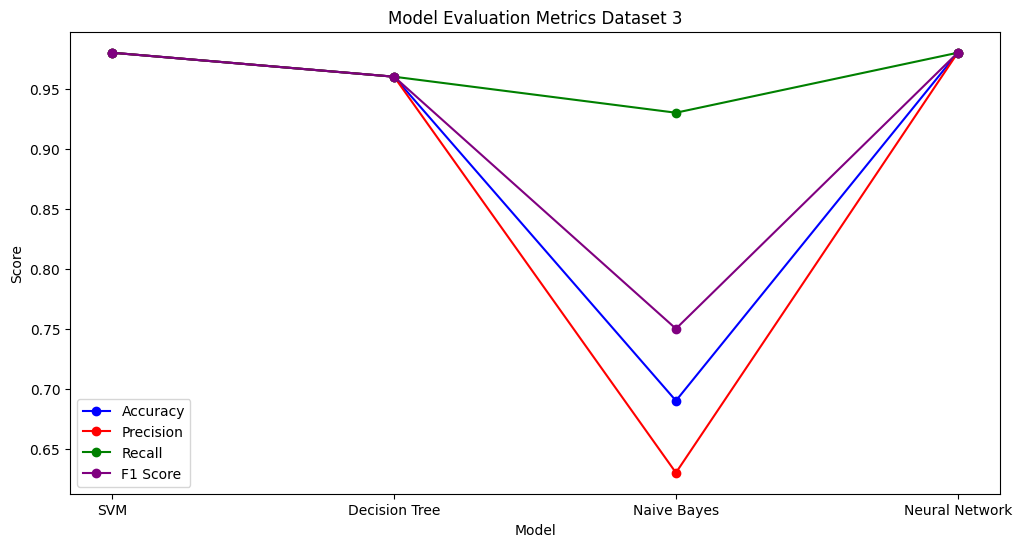 Model Evaluation Metrics Dataset 3
Score
0.95
0.90
0.85
0.80
0.75
0.70
0.65
Accuracy
Precision
Recall
F1 Score
SVM
Decision Tree
Naive Bayes
Neural Network
Model